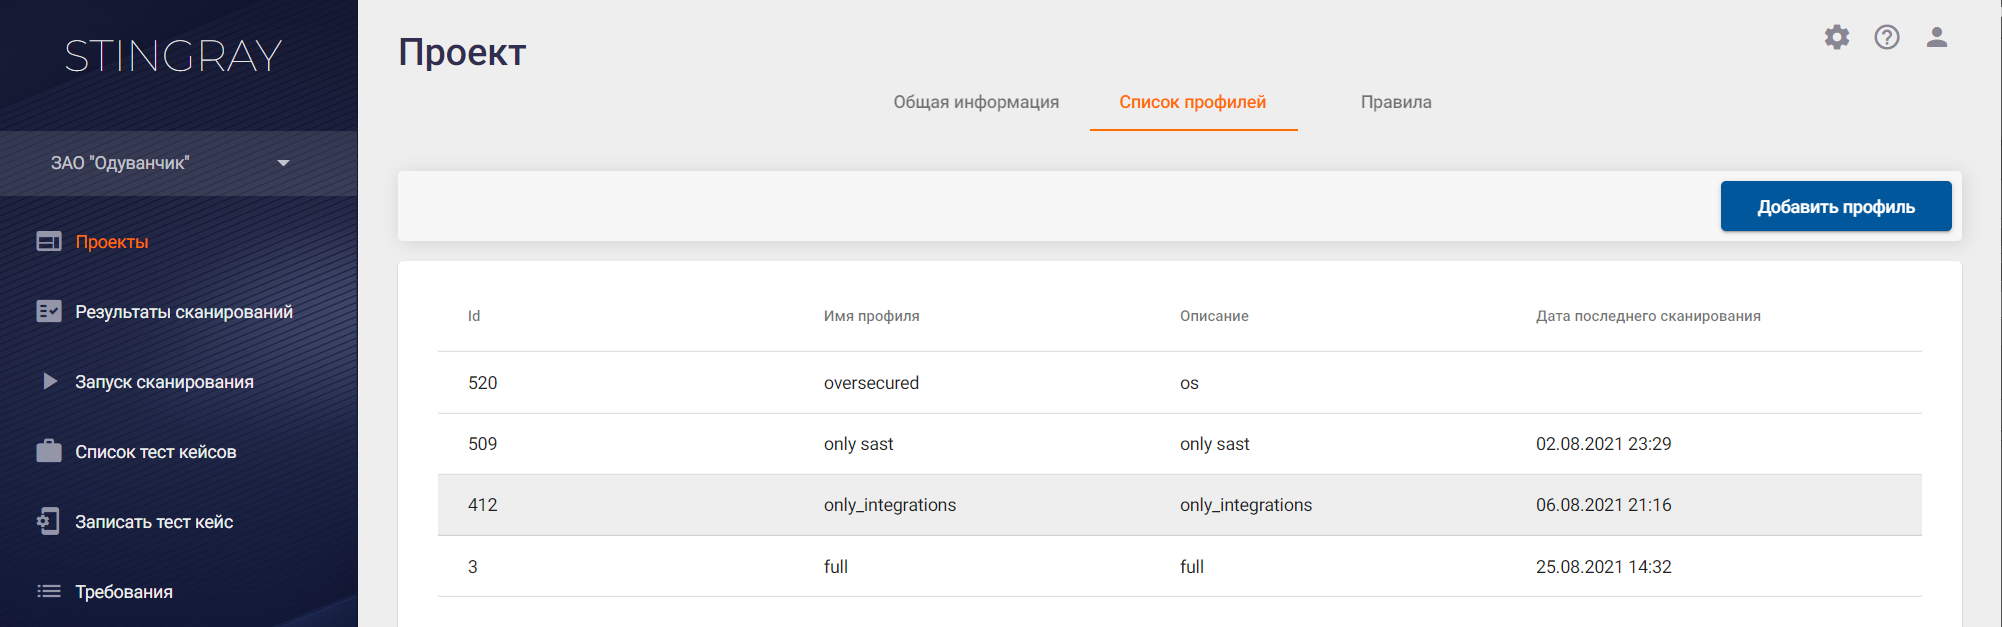 STINGRAY
ЗАО "Одуванчик"
Проекты
Результаты сканирований
Запуск сканирования
Список тест кейсов
Записать тест кейс
Требования
Проект
Общая информация Список профилей Правила
Добавить профиль
Id Имя профиля Описание Дата последнего сканирования
520 oversecured os
509 only sast only sast 02.08.2021 23:29
412 only_integrations only_integrations 06.08.2021 21:16
3 full full 25.08.2021 14:32